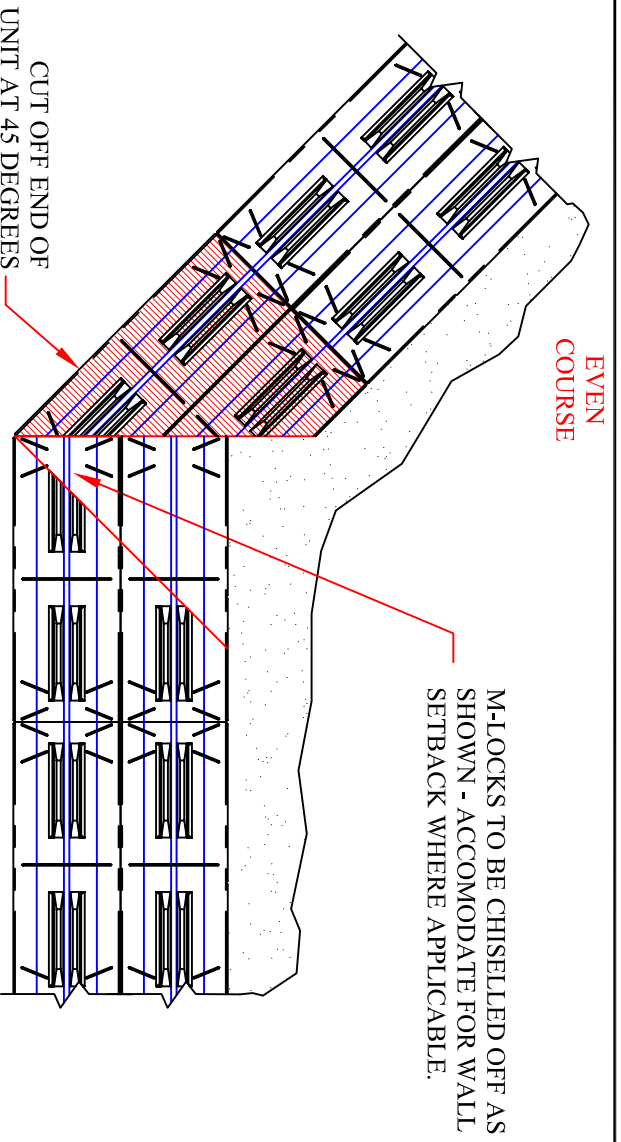 EVEN
COURSE
M-LOCKS TO BE CHISELLED OFF AS
SHOWN - ACCOMODATE FOR WALL
SETBACK WHERE APPLICABLE.
CUT OFF END OF
UNIT AT 45 DEGREES